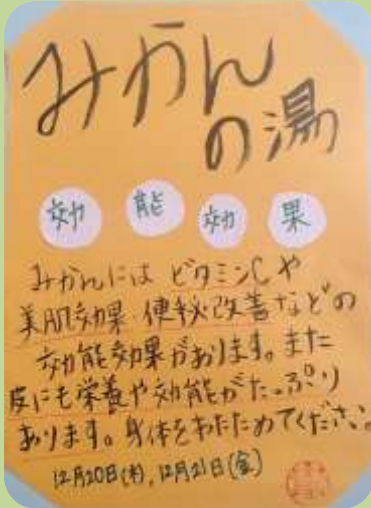 みかん
の湯
効能効果
みかんには ビタミンCや
美肌効果 便秘改善などの
効能効果があります。また
皮にも栄養や効能がたっぷり
あります。身体をあたためてください。
12月20日(木), 12月21日(金)